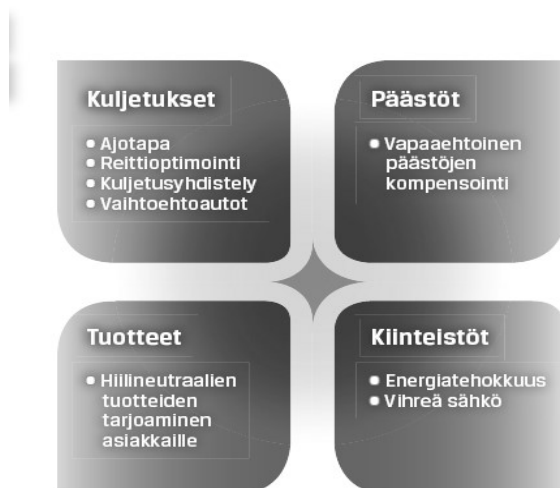 Kuljetukset
• Ajotapa
• Reittioptimointi
• Kuljetusyhdistely
• Vaihtoehtoautot
Päästöt
• Vapaaehtoinen
päästöjen
kompensointi
Tuotteet
• Hiilineutraalien
tuotteiden
tarjoaminen
asiakkaille
Kiinteistöt
• Energiatehokkuus
• Vihreä sähkö